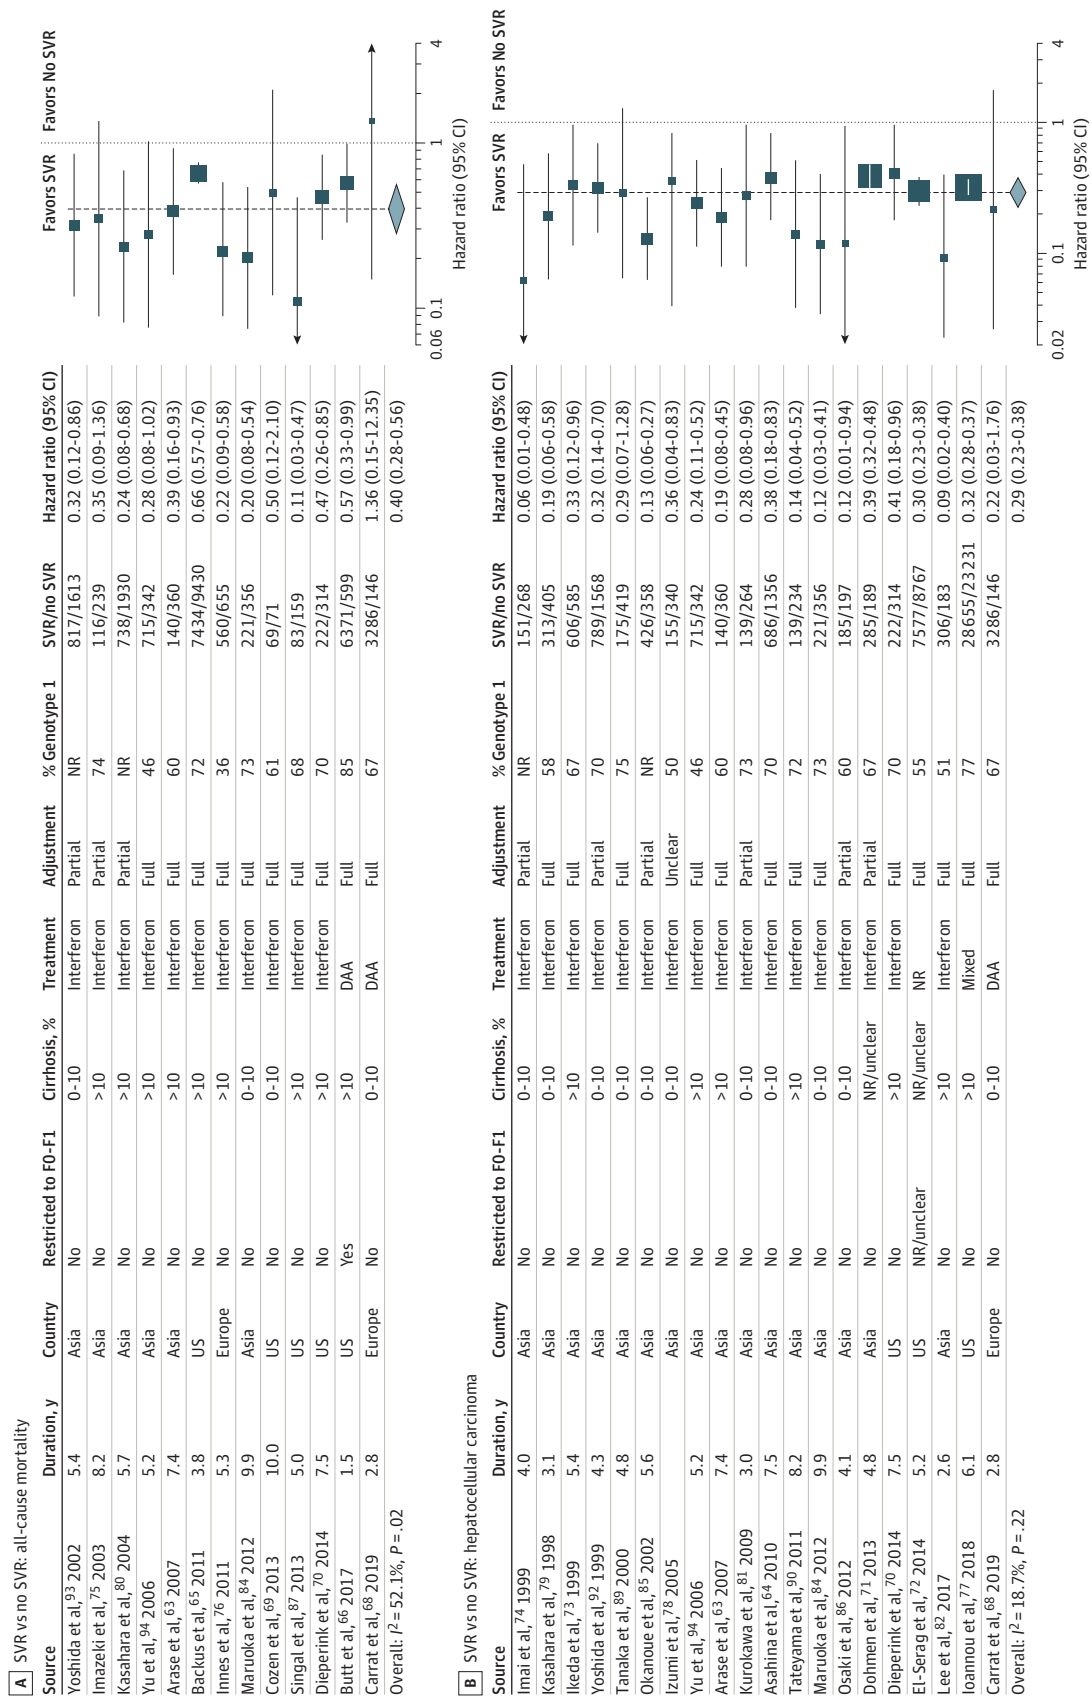 A SVR vs no SVR: all-cause mortality
Source Duration, y Country Restricted to F0-F1 Cirrhosis, % Treatment Adjustment % Genotype 1 SVR/no SVR Hazard ratio (95% CI) Favors SVR Favors No SVR
Yoshida et al,93 2002 5.4 Asia No 0-10 Interferon Partial NR 817/1613 0.32 (0.12-0.86)
Imazeki et al,75 2003 8.2 Asia No >10 Interferon Partial 74 116/239 0.35 (0.09-1.36)
Kasahara et al,80 2004 5.7 Asia No >10 Interferon Partial NR 738/1930 0.24 (0.08-0.68)
Yu et al,94 2006 5.2 Asia No >10 Interferon Full 46 715/342 0.28 (0.08-1.02)
Arase et al,63 2007 7.4 Asia No >10 Interferon Full 60 140/360 0.39 (0.16-0.93)
Backus et al,65 2011 3.8 US No >10 Interferon Full 72 7434/9430 0.66 (0.57-0.76)
Innes et al,76 2011 5.3 Europe No >10 Interferon Full 36 560/655 0.22 (0.09-0.58)
Maruoka et al,84 2012 9.9 Asia No 0-10 Interferon Full 73 221/356 0.20 (0.08-0.54)
Cozen et al,69 2013 10.0 US No 0-10 Interferon Full 61 69/71 0.50 (0.12-2.10)
Singal et al,87 2013 5.0 US No >10 Interferon Full 68 83/159 0.11 (0.03-0.47)
Dieperink et al,70 2014 7.5 US No >10 Interferon Full 70 222/314 0.47 (0.26-0.85)
Butt et al,66 2017 1.5 US Yes >10 DAA Full 85 6371/599 0.57 (0.33-0.99)
Carrat et al,68 2019 2.8 Europe No 0-10 DAA Full 67 3286/146 1.36 (0.15-12.35)
Overall: I2 = 52.1%, P = .02 0.40 (0.28-0.56)
0.06 0.1 1 4
Hazard ratio (95% CI)
B SVR vs no SVR: hepatocellular carcinoma
Source Duration, y Country Restricted to F0-F1 Cirrhosis, % Treatment Adjustment % Genotype 1 SVR/no SVR Hazard ratio (95% CI) Favors SVR Favors No SVR
Imai et al,74 1999 4.0 Asia No 0-10 Interferon Partial NR 151/268 0.06 (0.01-0.48)
Kasahara et al,79 1998 3.1 Asia No 0-10 Interferon Full 58 313/405 0.19 (0.06-0.58)
Ikeda et al,73 1999 5.4 Asia No >10 Interferon Full 67 606/585 0.33 (0.12-0.96)
Yoshida et al,92 1999 4.3 Asia No 0-10 Interferon Partial 70 789/1568 0.32 (0.14-0.70)
Tanaka et al,89 2000 4.8 Asia No 0-10 Interferon Full 75 175/419 0.29 (0.07-1.28)
Okanoue et al,85 2002 5.6 Asia No 0-10 Interferon Partial NR 426/358 0.13 (0.06-0.27)
Izumi et al,78 2005 Asia No 0-10 Interferon Unclear 50 155/340 0.36 (0.04-0.83)
Yu et al,94 2006 5.2 Asia No >10 Interferon Full 46 715/342 0.24 (0.11-0.52)
Arase et al,63 2007 7.4 Asia No >10 Interferon Full 60 140/360 0.19 (0.08-0.45)
Kurokawa et al,81 2009 3.0 Asia No 0-10 Interferon Partial 73 139/264 0.28 (0.08-0.96)
Asahina et al,64 2010 7.5 Asia No 0-10 Interferon Full 70 686/1356 0.38 (0.18-0.83)
Tateyama et al,90 2011 8.2 Asia No >10 Interferon Full 72 139/234 0.14 (0.04-0.52)
Maruoka et al,84 2012 9.9 Asia No 0-10 Interferon Full 73 221/356 0.12 (0.03-0.41)
Osaki et al,86 2012 4.1 Asia No 0-10 Interferon Partial 60 185/197 0.12 (0.01-0.94)
Dohmen et al,71 2013 4.8 Asia No NR/unclear Interferon Partial 67 285/189 0.39 (0.32-0.48)
Dieperink et al,70 2014 7.5 US No >10 Interferon Full 70 222/314 0.41 (0.18-0.96)
El-Serag et al,72 2014 5.2 US NR/unclear NR/unclear NR Full 55 7577/8767 0.30 (0.23-0.38)
Lee et al,82 2017 2.6 Asia No >10 Interferon Full 51 306/183 0.09 (0.02-0.40)
Ioannou et al,77 2018 6.1 US No >10 Mixed Full 77 28655/23231 0.32 (0.28-0.37)
Carrat et al,68 2019 2.8 Europe No 0-10 DAA Full 67 3286/146 0.22 (0.03-1.76)
Overall: I2 = 18.7%, P = .22 0.29 (0.23-0.38)
0.02 0.1 1 4
Hazard ratio (95% CI)